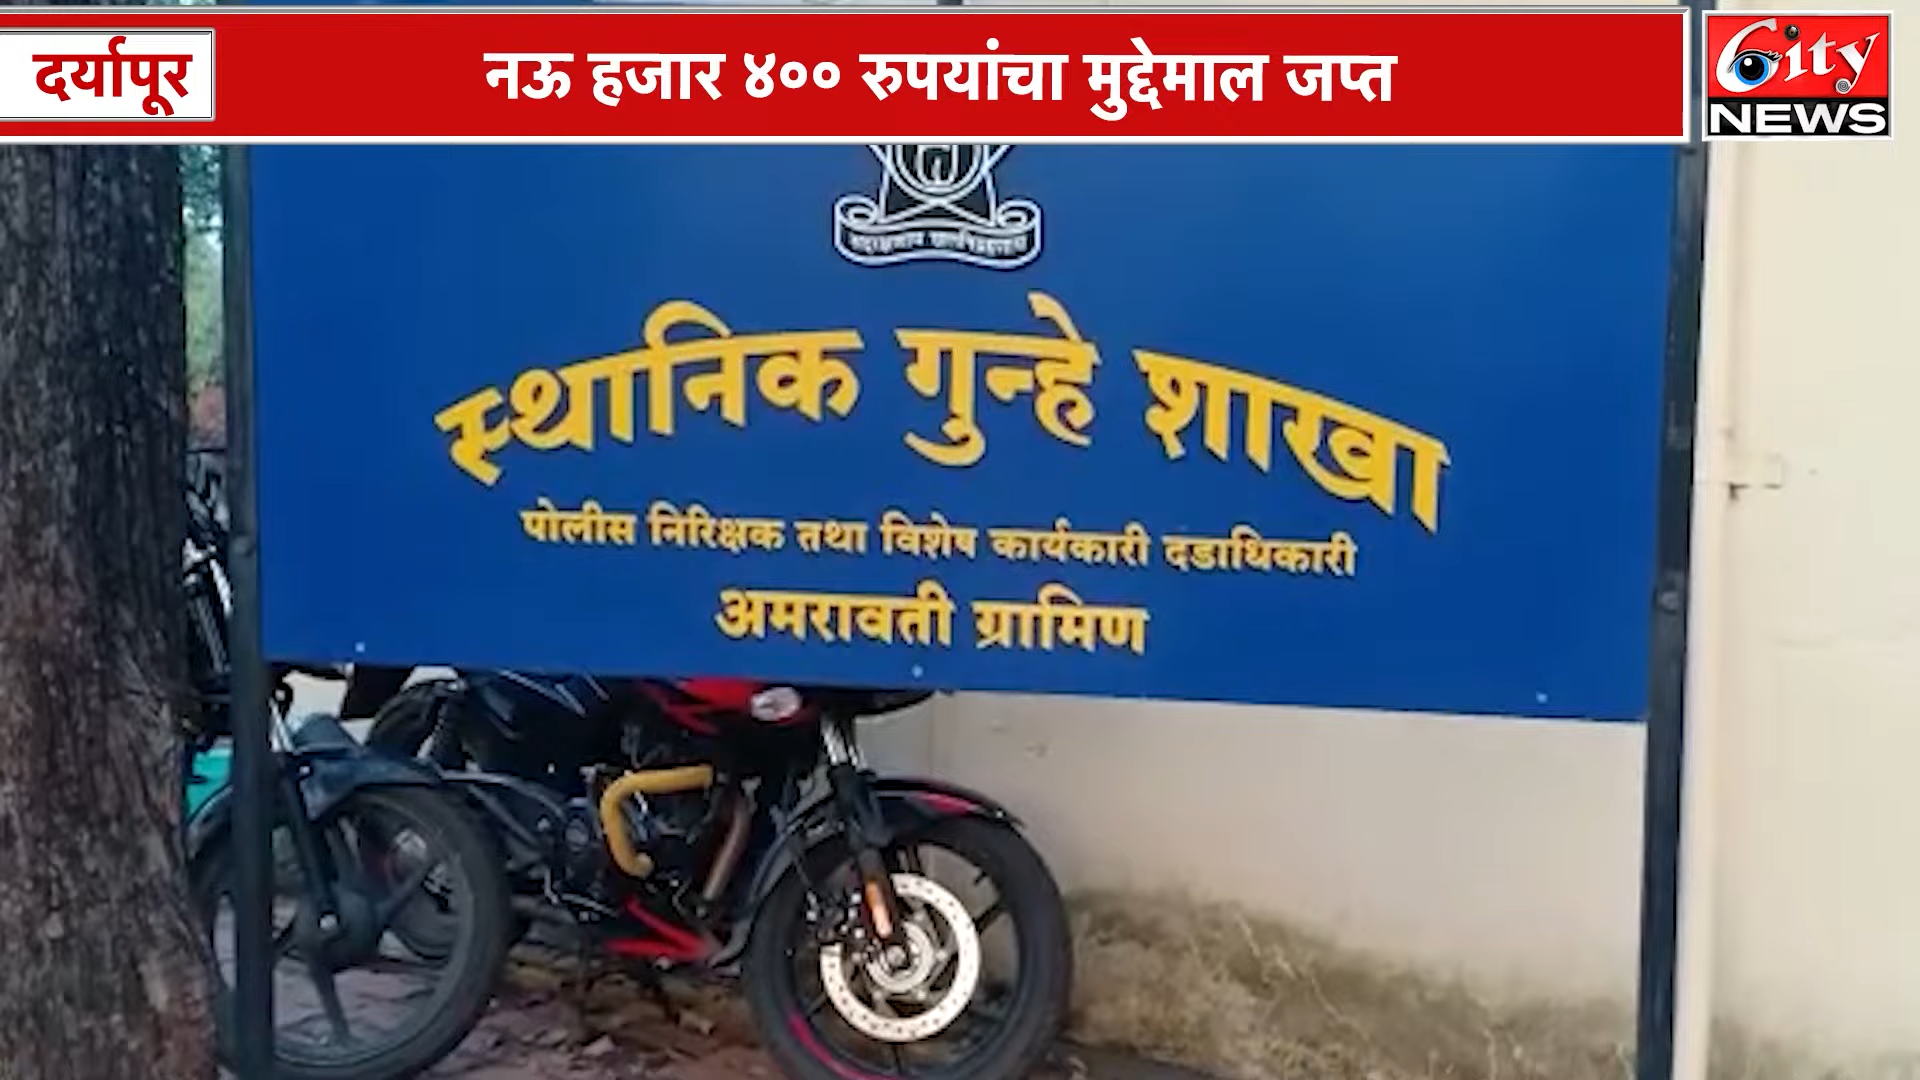 दर्यापूर
नऊ हजार ४०० रुपयांचा मुद्देमाल जप्त
City
NEWS
स्थानिक गुन्हे शाखा
पोलीस निरिक्षक तथा विशेष कार्यकारी दडाधिकारी
अमरावती ग्रामिण